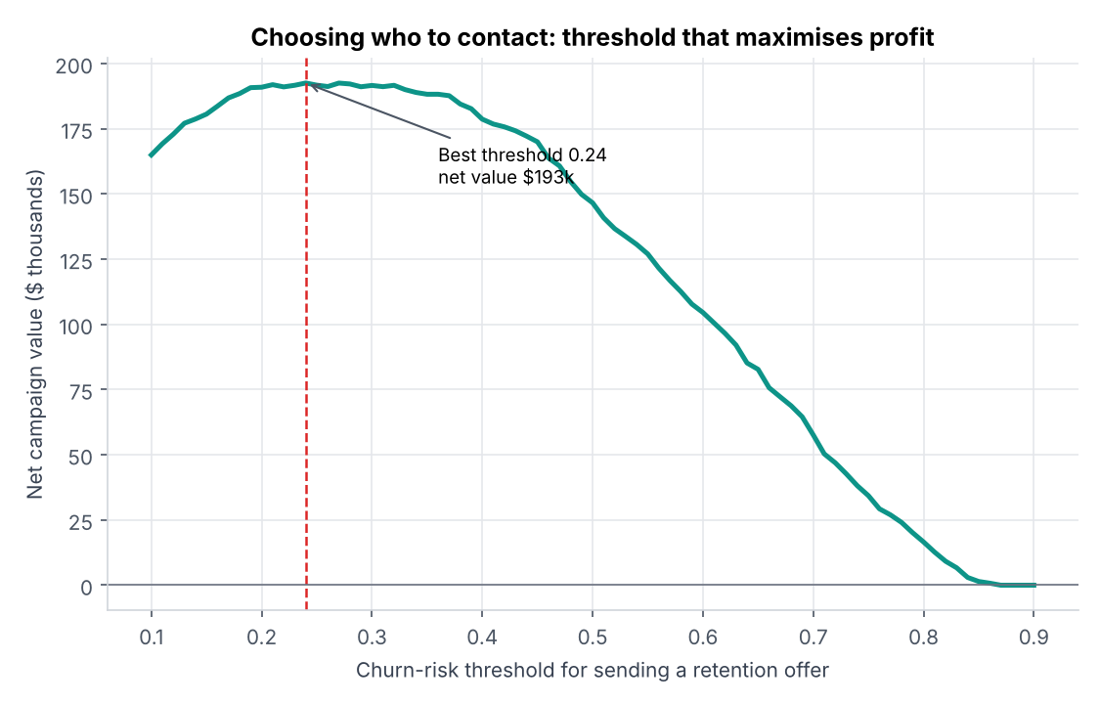 Choosing who to contact: threshold that maximises profit
Net campaign value ($ thousands)
200
175
150
125
100
75
50
25
0
Best threshold 0.24
net value $193k
0.1 0.2 0.3 0.4 0.5 0.6 0.7 0.8 0.9
Churn-risk threshold for sending a retention offer